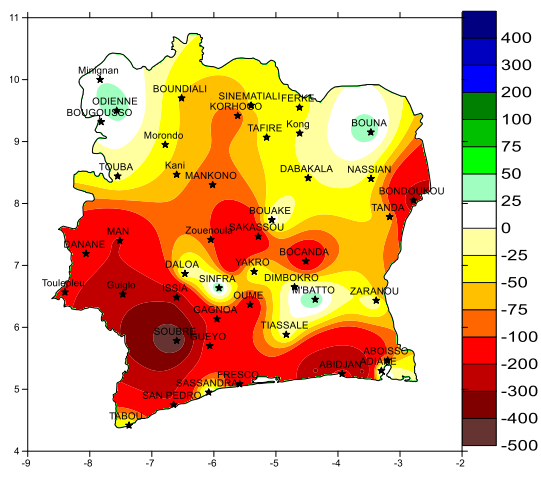 11
10
9
8
7
6
5
4
-9 -8 -7 -6 -5 -4 -3 -2
Minignan
ODIENNE
BOUGOUSSO
BOUNDIALI
SINEMATIALI
FERKE
KORHOGO
TAFIRE
Kong
BOUNA
Morondo
TOUBA
Kani
MANKONO
DABAKALA
NASSIAN
BONDOUKOU
TANDA
BOUAKE
MAN
Zouenoula
SAKASSOU
DANANE
BOCANDA
DALOA
YAKRO
SINFRA
DIMBOKRO
M'BATTO
ZARANOU
Toulepleu
Guiglo
ISSIA
OUME
GAGNOA
TIASSALE
SOUBRE
GUEYO
ABOISSO
ADIAKE
ABIDJAN
FRESCO
SASSANDRA
SAN-PEDRO
TABOU
400
300
200
100
75
50
25
0
-25
-50
-75
-100
-200
-300
-400
-500